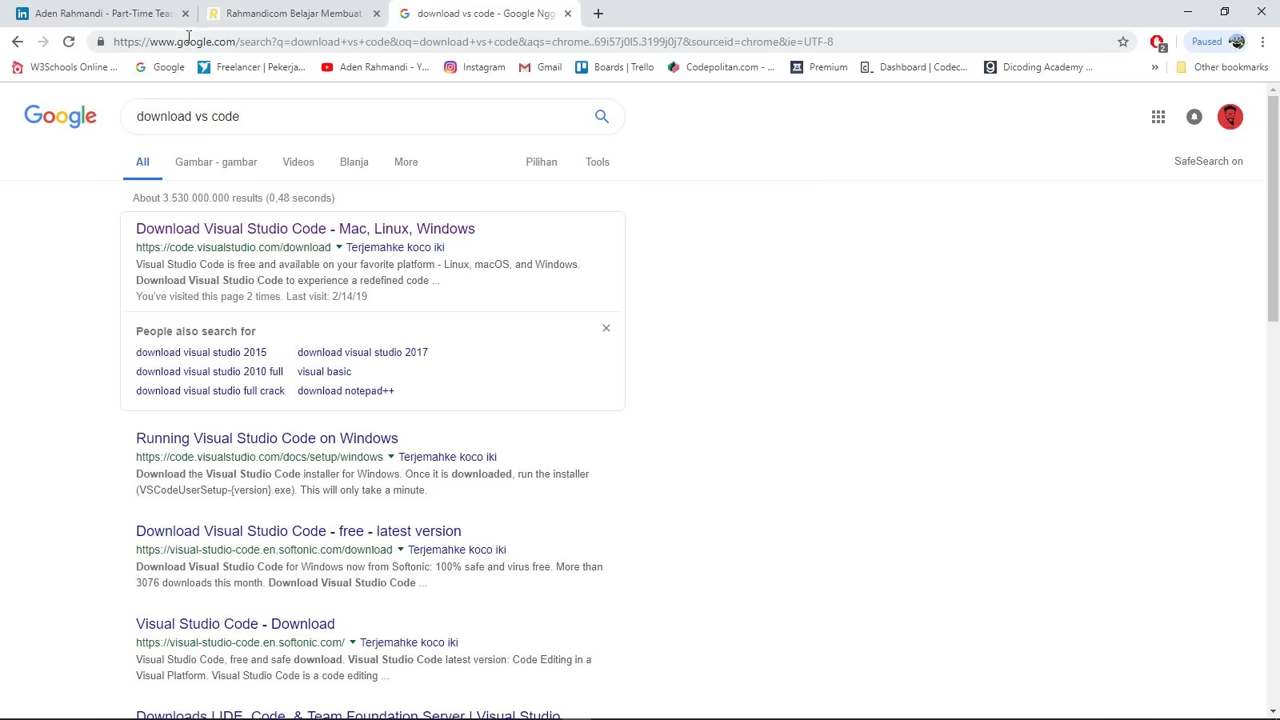 Aden Rahmandi - Part-Time Teac
Rahmandicom Belajar Membuat
download vs code - Google Ngg
https://www.google.com/search?q=download+vs+code&oq=download+vs+code&aqs=chrome..69i57j0l5.3199j0j7&sourceid=chrome&ie=UTF-8
2
Paused
W3Schools Online ...
Google
Freelancer | Pekerja...
Aden Rahmandi - Y...
Instagram
Gmail
Boards | Trello
Codepolitan.com - ...
Premium
Dashboard | Codec...
Dicoding Academy ...
»
Other bookmarks
Google
download vs code
All
Gambar - gambar
Videos
Blanja
More
Pilihan
Tools
SafeSearch on
About 3.530.000.000 results (0,48 seconds)
Download Visual Studio Code - Mac, Linux, Windows
https://code.visualstudio.com/download ▼ Terjemahke koco iki
Visual Studio Code is free and available on your favorite platform - Linux, macOS, and Windows.
Download Visual Studio Code to experience a redefined code ...
You've visited this page 2 times. Last visit: 2/14/19
People also search for
download visual studio 2015
download visual studio 2017
download visual studio 2010 full
visual basic
download visual studio full crack
download notepad++
Running Visual Studio Code on Windows
https://code.visualstudio.com/docs/setup/windows ▼ Terjemahke koco iki
Download the Visual Studio Code installer for Windows. Once it is downloaded, run the installer
(VSCodeUserSetup-{version}.exe). This will only take a minute.
Download Visual Studio Code - free - latest version
https://visual-studio-code.en.softonic.com/download ▼ Terjemahke koco iki
Download Visual Studio Code for Windows now from Softonic: 100% safe and virus free. More than
3076 downloads this month. Download Visual Studio Code ...
Visual Studio Code - Download
https://visual-studio-code.en.softonic.com/ ▼ Terjemahke koco iki
Visual Studio Code, free and safe download. Visual Studio Code latest version: Code Editing in a
Visual Platform. Visual Studio Code is a code editing ...
Downloads | IDE, Code, & Team Foundation Server | Visual Studio